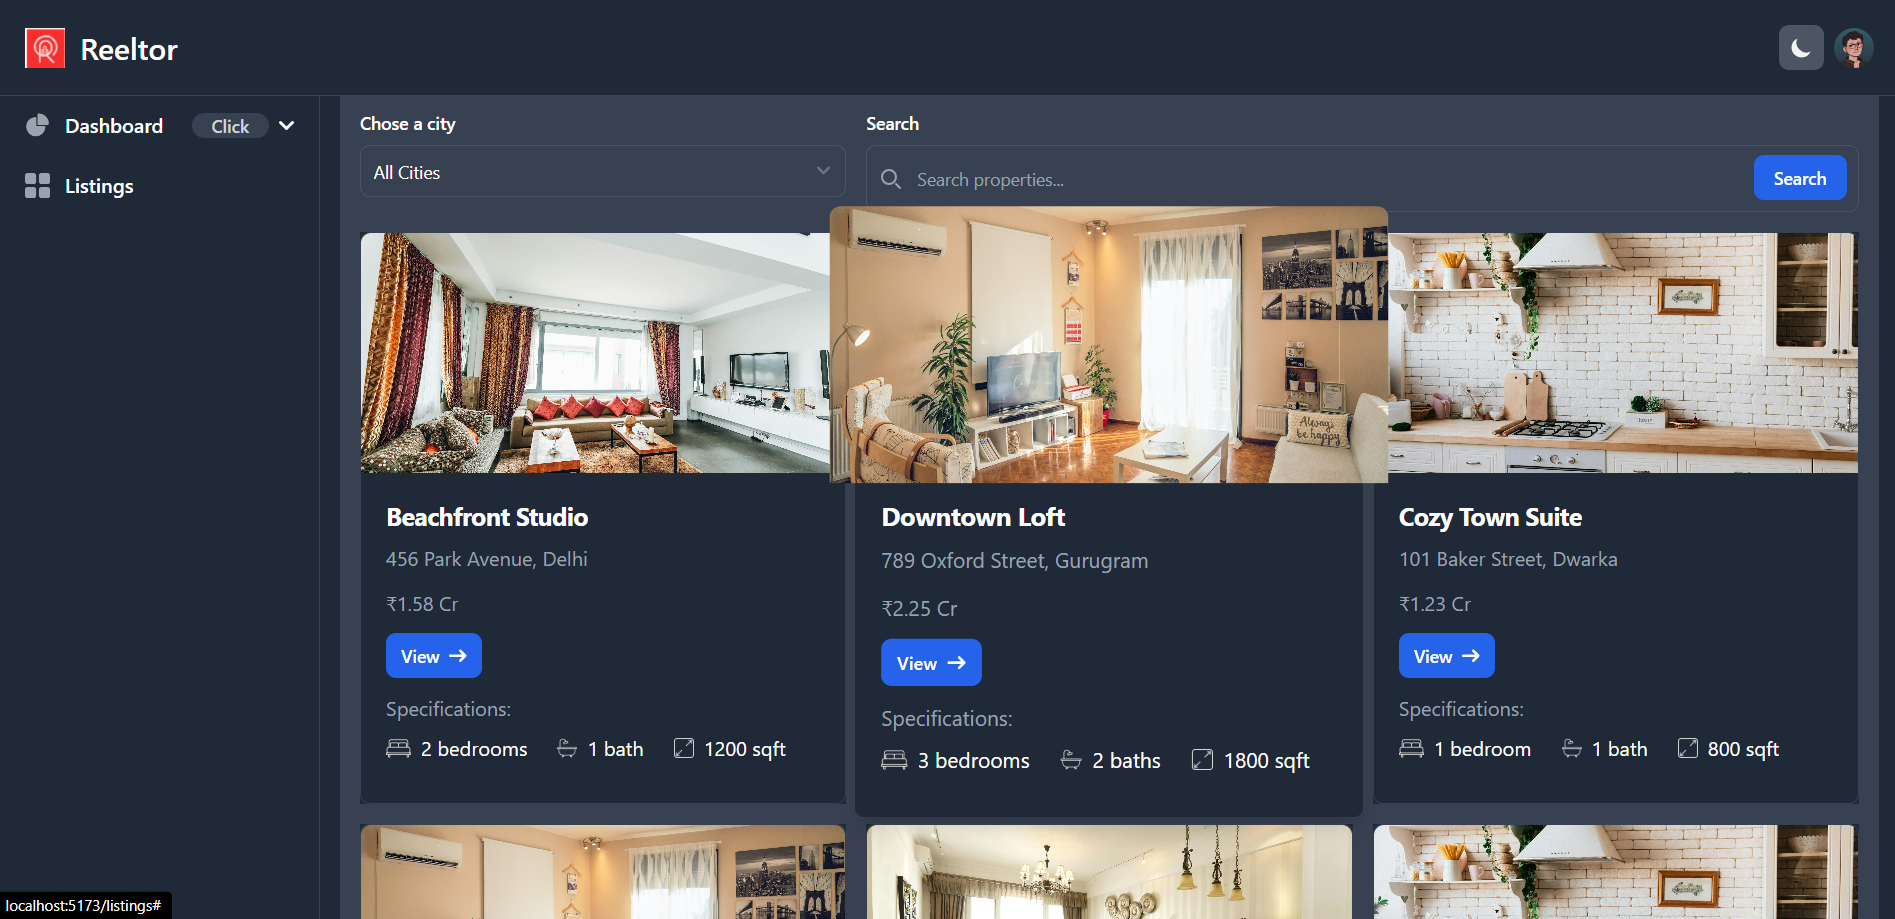 Reeltor
Dashboard
Click
Listings
Chose a city
All Cities
Search
Search properties...
Search
Always
be happy
Beachfront Studio
456 Park Avenue, Delhi
₹1.58 Cr
View
Specifications:
2 bedrooms
1 bath
1200 sqft
Downtown Loft
789 Oxford Street, Gurugram
₹2.25 Cr
View
Specifications:
3 bedrooms
2 baths
1800 sqft
Cozy Town Suite
101 Baker Street, Dwarka
₹1.23 Cr
View
Specifications:
1 bedroom
1 bath
800 sqft
localhost:5173/listings#